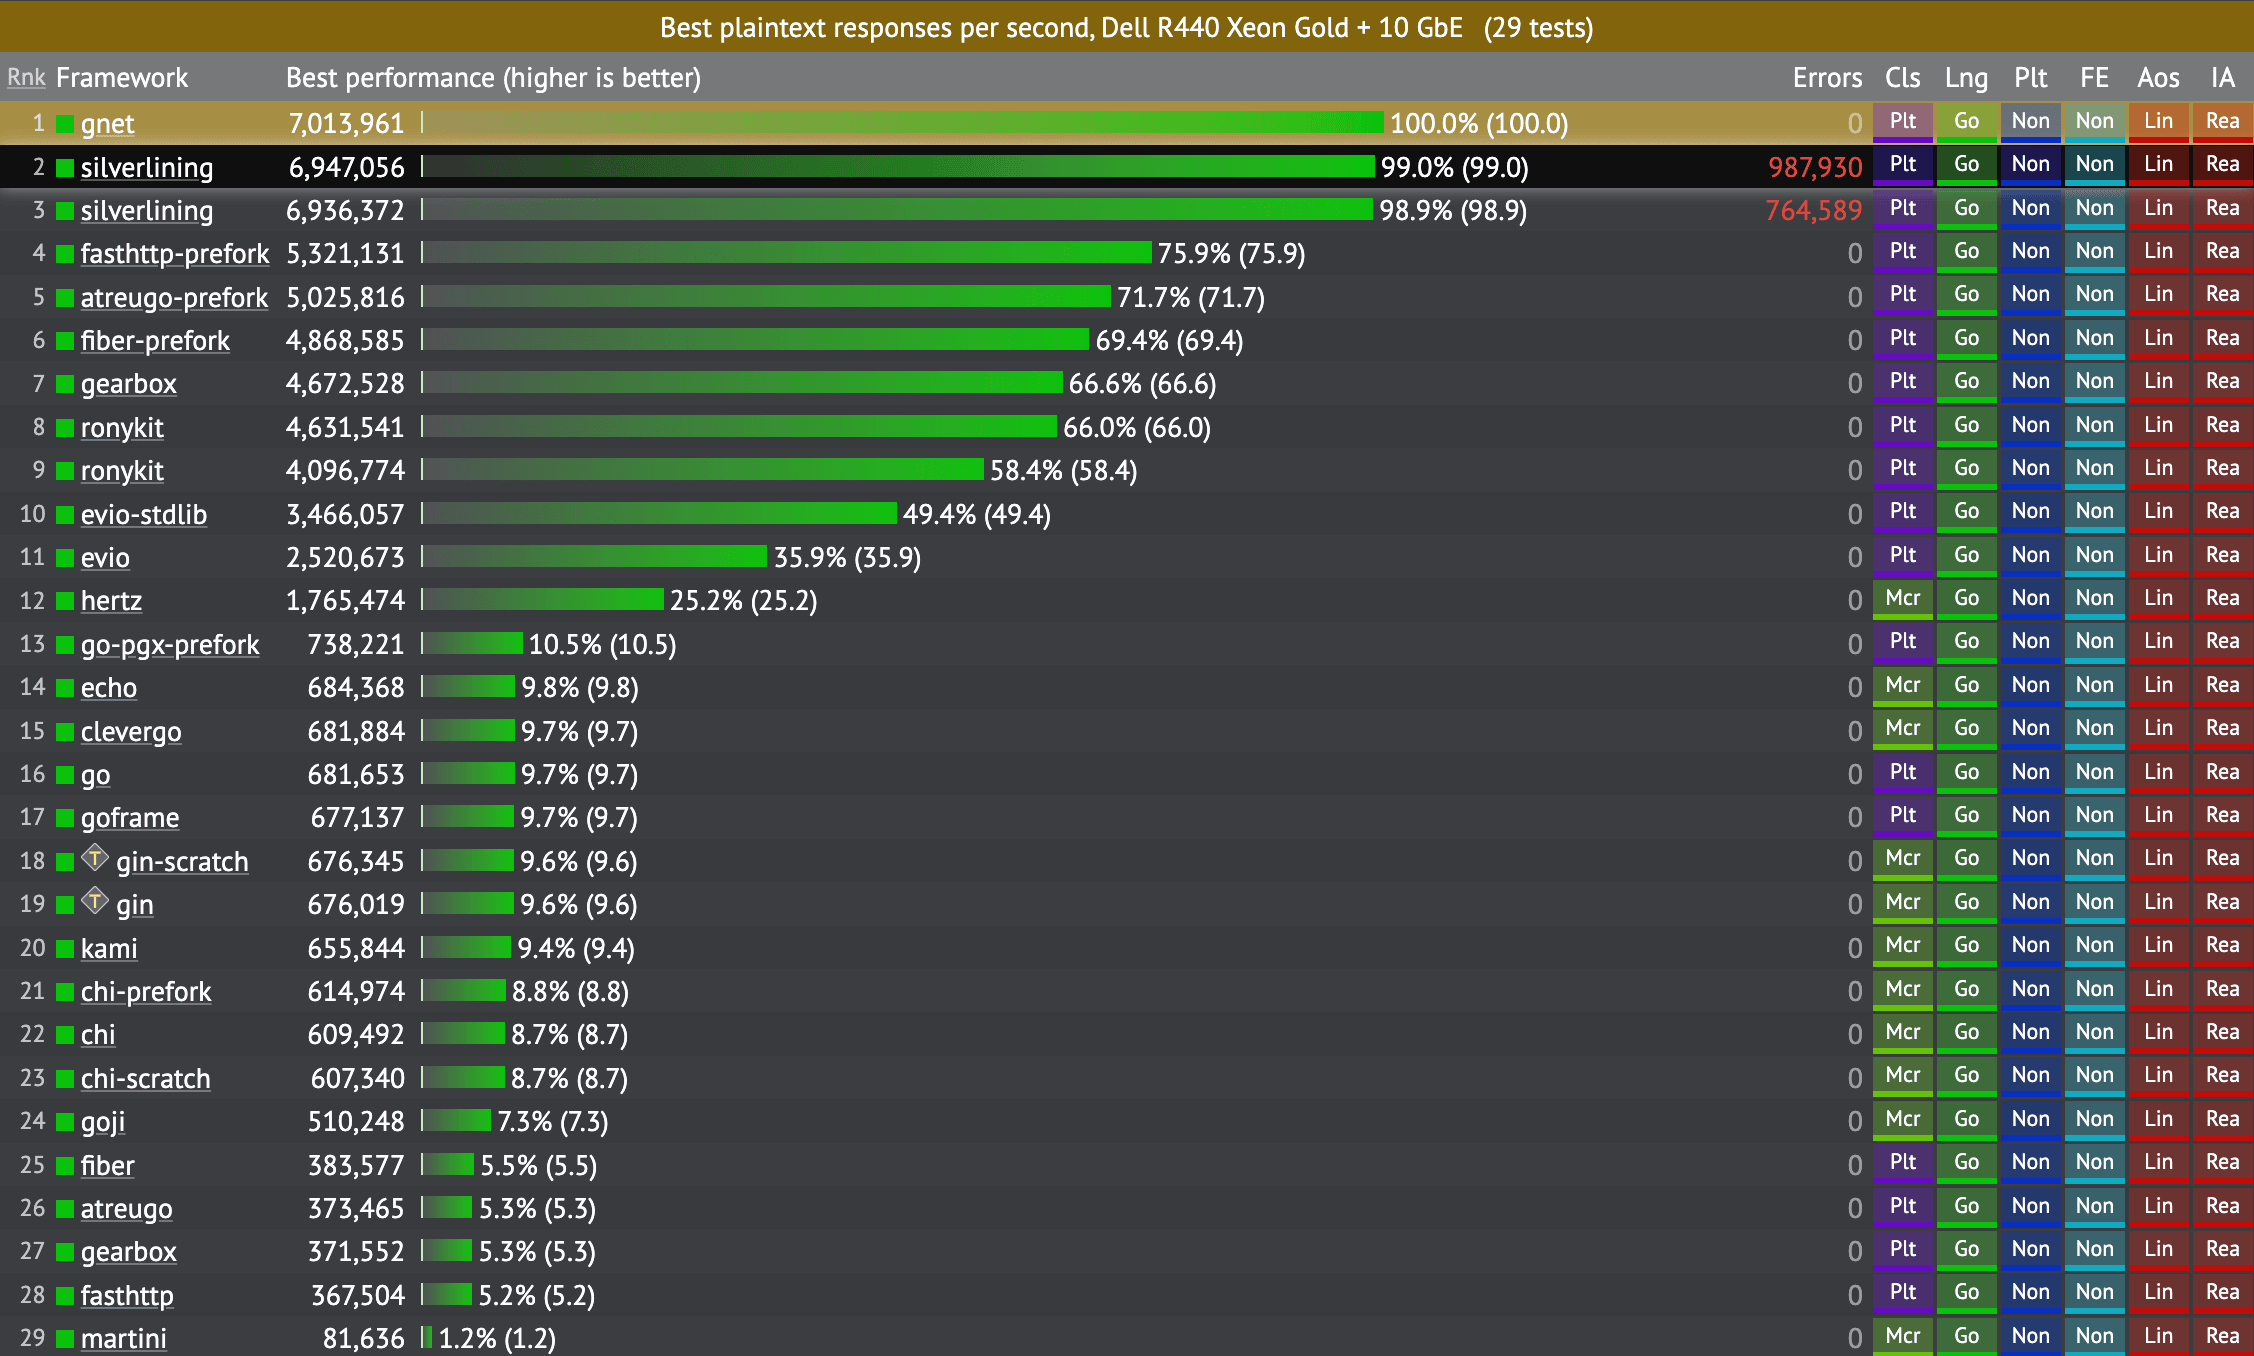 Best plaintext responses per second, Dell R440 Xeon Gold + 10 GbE (29 tests)
Rnk Framework Best performance (higher is better) Errors Cls Lng Plt FE Aos IA
1 gnet 7,013,961 100.0% (100.0) 0 Plt Go Non Non Lin Rea
2 silverlining 6,947,056 99.0% (99.0) 987,930 Plt Go Non Non Lin Rea
3 silverlining 6,936,372 98.9% (98.9) 764,589 Plt Go Non Non Lin Rea
4 fasthttp-prefork 5,321,131 75.9% (75.9) 0 Plt Go Non Non Lin Rea
5 atreugo-prefork 5,025,816 71.7% (71.7) 0 Plt Go Non Non Lin Rea
6 fiber-prefork 4,868,585 69.4% (69.4) 0 Plt Go Non Non Lin Rea
7 gearbox 4,672,528 66.6% (66.6) 0 Plt Go Non Non Lin Rea
8 ronykit 4,631,541 66.0% (66.0) 0 Plt Go Non Non Lin Rea
9 ronykit 4,096,774 58.4% (58.4) 0 Plt Go Non Non Lin Rea
10 evio-stdlib 3,466,057 49.4% (49.4) 0 Plt Go Non Non Lin Rea
11 evio 2,520,673 35.9% (35.9) 0 Plt Go Non Non Lin Rea
12 hertz 1,765,474 25.2% (25.2) 0 Mcr Go Non Non Lin Rea
13 go-pgx-prefork 738,221 10.5% (10.5) 0 Plt Go Non Non Lin Rea
14 echo 684,368 9.8% (9.8) 0 Mcr Go Non Non Lin Rea
15 clevergo 681,884 9.7% (9.7) 0 Mcr Go Non Non Lin Rea
16 go 681,653 9.7% (9.7) 0 Plt Go Non Non Lin Rea
17 goframe 677,137 9.7% (9.7) 0 Plt Go Non Non Lin Rea
18 T gin-scratch 676,345 9.6% (9.6) 0 Mcr Go Non Non Lin Rea
19 T gin 676,019 9.6% (9.6) 0 Mcr Go Non Non Lin Rea
20 kami 655,844 9.4% (9.4) 0 Mcr Go Non Non Lin Rea
21 chi-prefork 614,974 8.8% (8.8) 0 Mcr Go Non Non Lin Rea
22 chi 609,492 8.7% (8.7) 0 Mcr Go Non Non Lin Rea
23 chi-scratch 607,340 8.7% (8.7) 0 Mcr Go Non Non Lin Rea
24 goji 510,248 7.3% (7.3) 0 Mcr Go Non Non Lin Rea
25 fiber 383,577 5.5% (5.5) 0 Plt Go Non Non Lin Rea
26 atreugo 373,465 5.3% (5.3) 0 Plt Go Non Non Lin Rea
27 gearbox 371,552 5.3% (5.3) 0 Plt Go Non Non Lin Rea
28 fasthttp 367,504 5.2% (5.2) 0 Plt Go Non Non Lin Rea
29 martini 81,636 1.2% (1.2) 0 Mcr Go Non Non Lin Rea